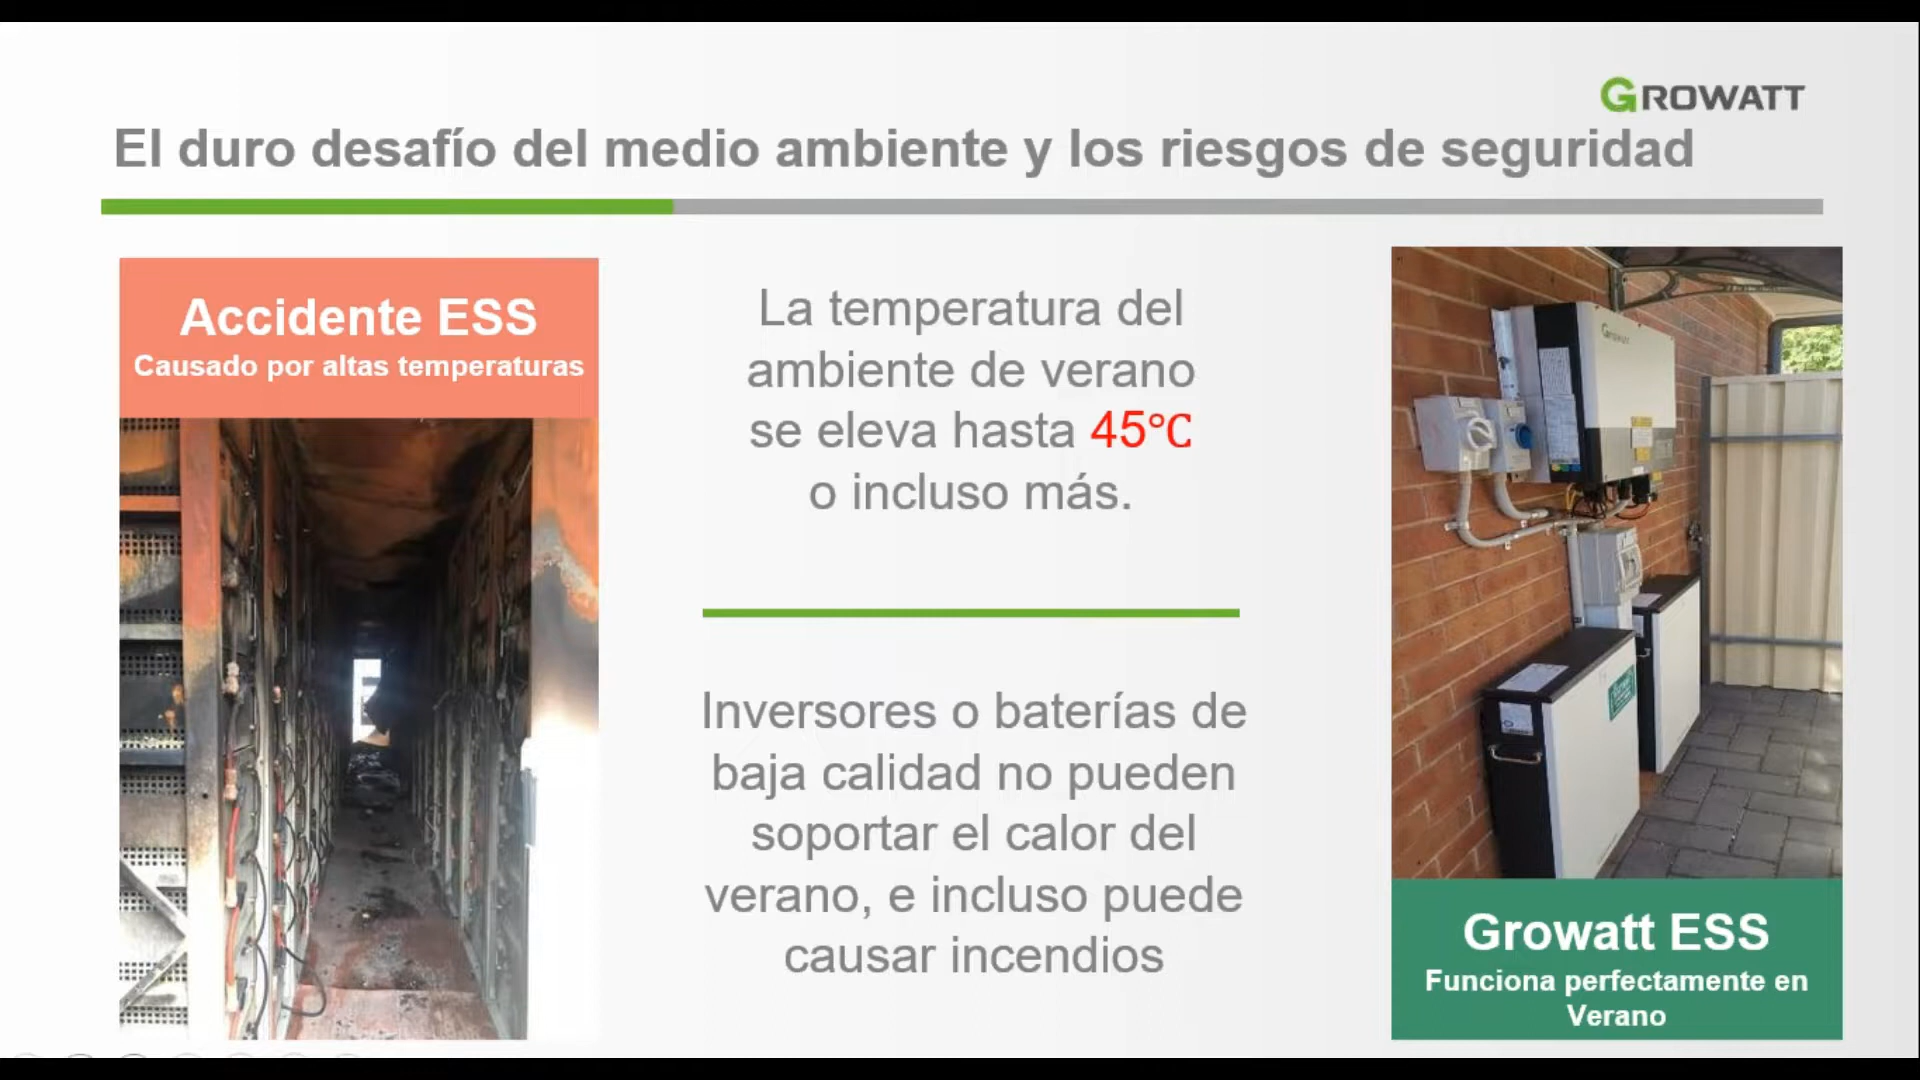 GROWATT
El duro desafío del medio ambiente y los riesgos de seguridad
Accidente ESS
Causado por altas temperaturas
La temperatura del
ambiente de verano
se eleva hasta 45℃
o incluso más.
Inversores o baterías de
baja calidad no pueden
soportar el calor del
verano, e incluso puede
causar incendios
GROWATT
Growatt ESS
Funciona perfectamente en
Verano